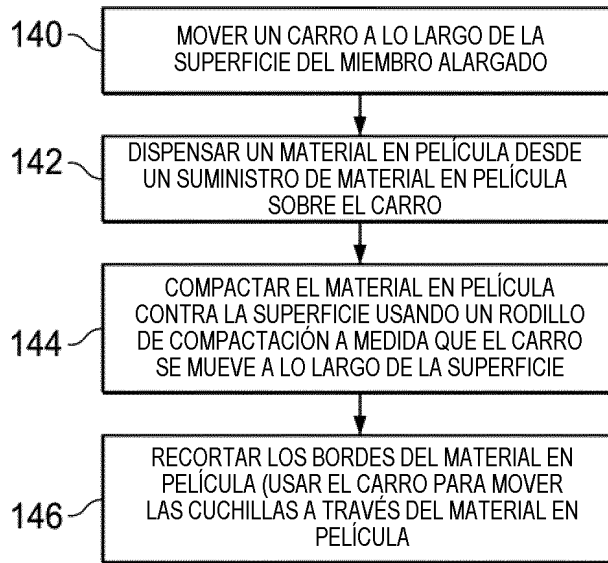 140
MOVER UN CARRO A LO LARGO DE LA
SUPERFICIE DEL MIEMBRO ALARGADO
142
DISPENSAR UN MATERIAL EN PELÍCULA DESDE
UN SUMINISTRO DE MATERIAL EN PELÍCULA
SOBRE EL CARRO
144
COMPACTAR EL MATERIAL EN PELÍCULA
CONTRA LA SUPERFICIE USANDO UN RODILLO
DE COMPACTACIÓN A MEDIDA QUE EL CARRO
SE MUEVE A LO LARGO DE LA SUPERFICIE
146
RECORTAR LOS BORDES DEL MATERIAL EN
PELÍCULA (USAR EL CARRO PARA MOVER
LAS CUCHILLAS A TRAVÉS DEL MATERIAL EN
PELÍCULA